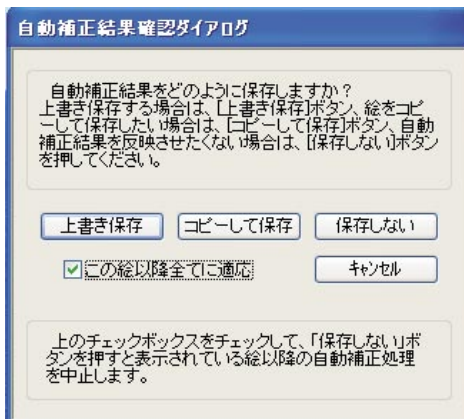 自動補正結果確認ダイアログ
自動補正結果をどのように保存しますか?
上書き保存する場合は、[上書き保存]ボタン、絵をコピ
ーして保存したい場合は、[コピーして保存]ボタン、自動
補正結果を反映させたくない場合は、[保存しない]ボタン
を押してください。
上書き保存 コピーして保存 保存しない
この絵以降全てに適応 キャンセル
上のチェックボックスをチェックして、「保存しない」ボ
タンを押すと表示されている絵以降の自動補正処理
を中止します。